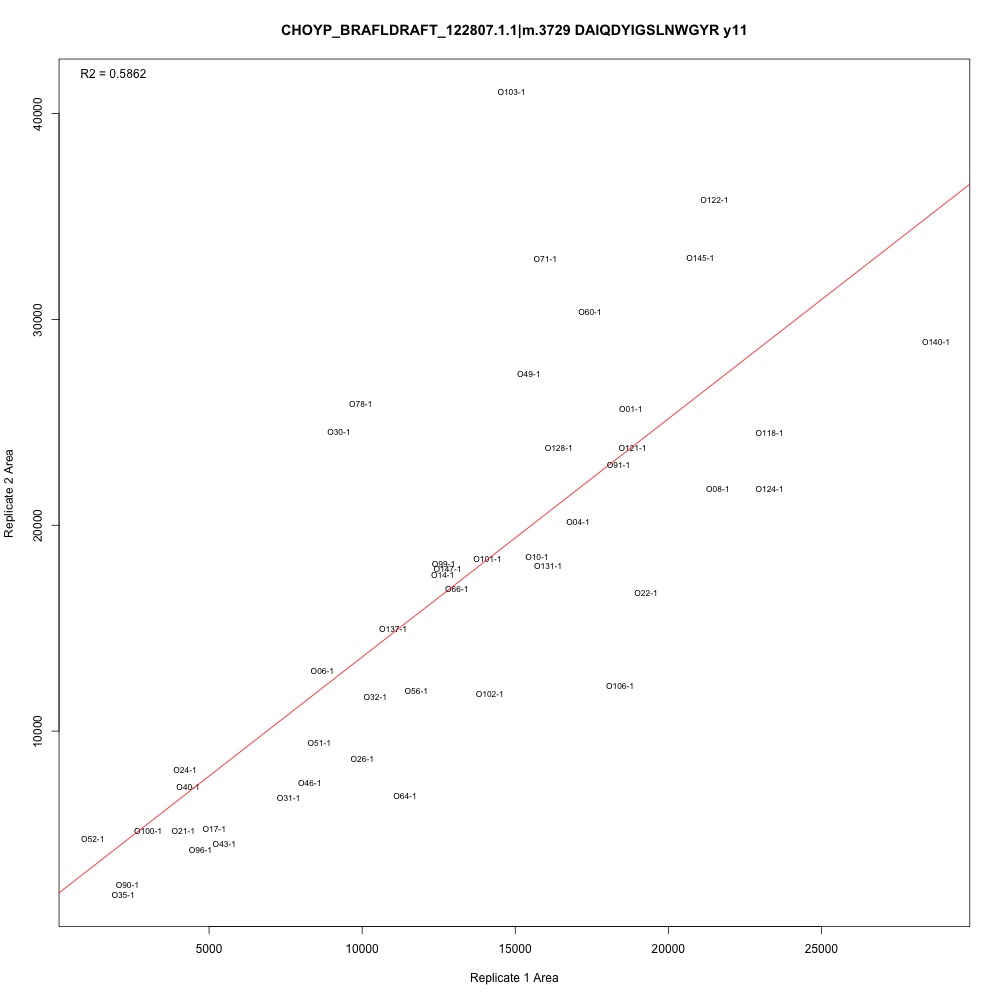 CHOYP_BRAFLDRAFT_122807.1.1|m.3729 DAIQDYIGSLNWGYR y11
R2 = 0.5862
O103-1
40000
O122-1
O71-1
O145-1
O60-1
30000
O140-1
O49-1
O78-1
O01-1
O30-1
O118-1
O128-1
O121-1
O91-1
O08-1
O124-1
Replicate 2 Area
20000
O04-1
O10-1
O101-1
O99-1
O131-1
O147-1
O14-1
O66-1
O22-1
O137-1
O06-1
O106-1
O56-1
O102-1
O32-1
10000
O51-1
O26-1
O24-1
O46-1
O40-1
O64-1
O31-1
O17-1
O100-1
O21-1
O52-1
O43-1
O96-1
O90-1
O35-1
5000
10000
15000
20000
25000
Replicate 1 Area